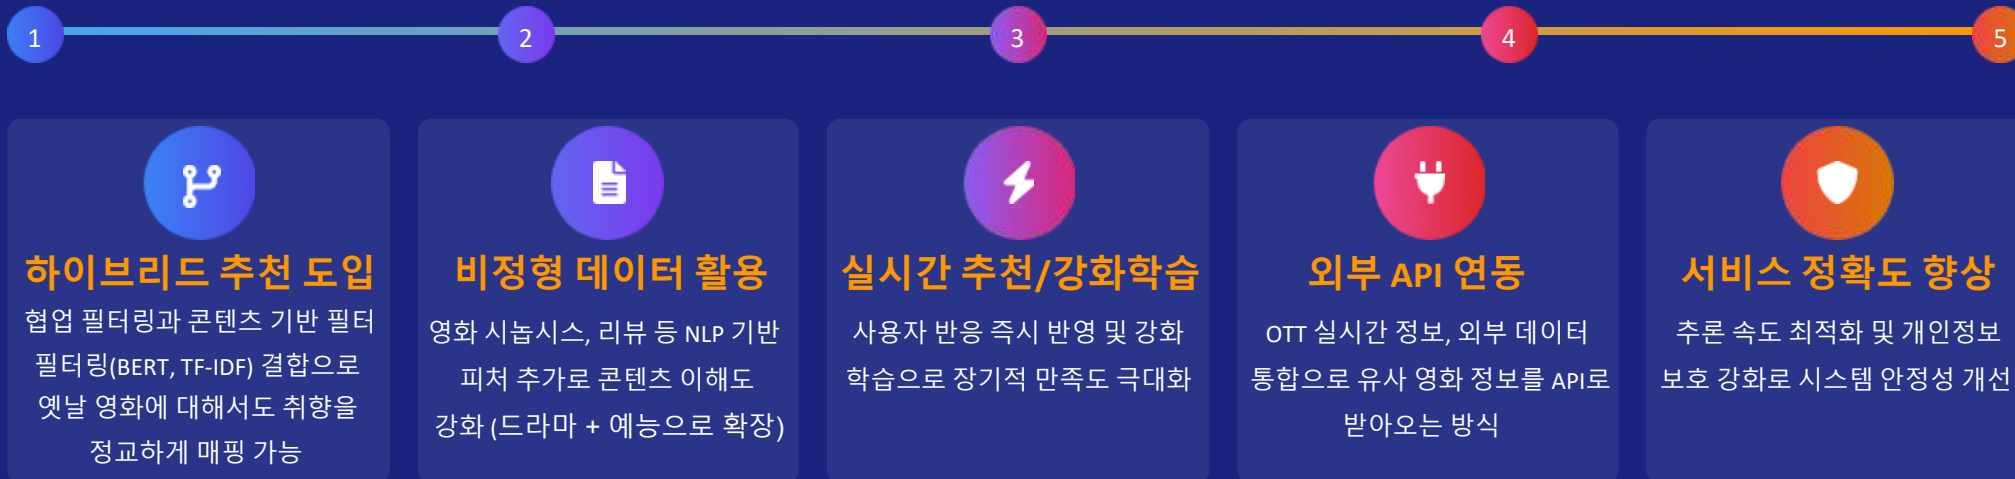 1
2
3
4
5
하이브리드 추천 도입
협업 필터링과 콘텐츠 기반 필터
필터링(BERT, TF-IDF) 결합으로
옛날 영화에 대해서도 취향을
정교하게 매핑 가능
비정형 데이터 활용
영화 시놉시스, 리뷰 등 NLP 기반
피처 추가로 콘텐츠 이해도
강화 (드라마 + 예능으로 확장)
실시간 추천/강화학습
사용자 반응 즉시 반영 및 강화
학습으로 장기적 만족도 극대화
외부 API 연동
OTT 실시간 정보, 외부 데이터
통합으로 유사 영화 정보를 API로
받아오는 방식
서비스 정확도 향상
추론 속도 최적화 및 개인정보
보호 강화로 시스템 안정성 개선